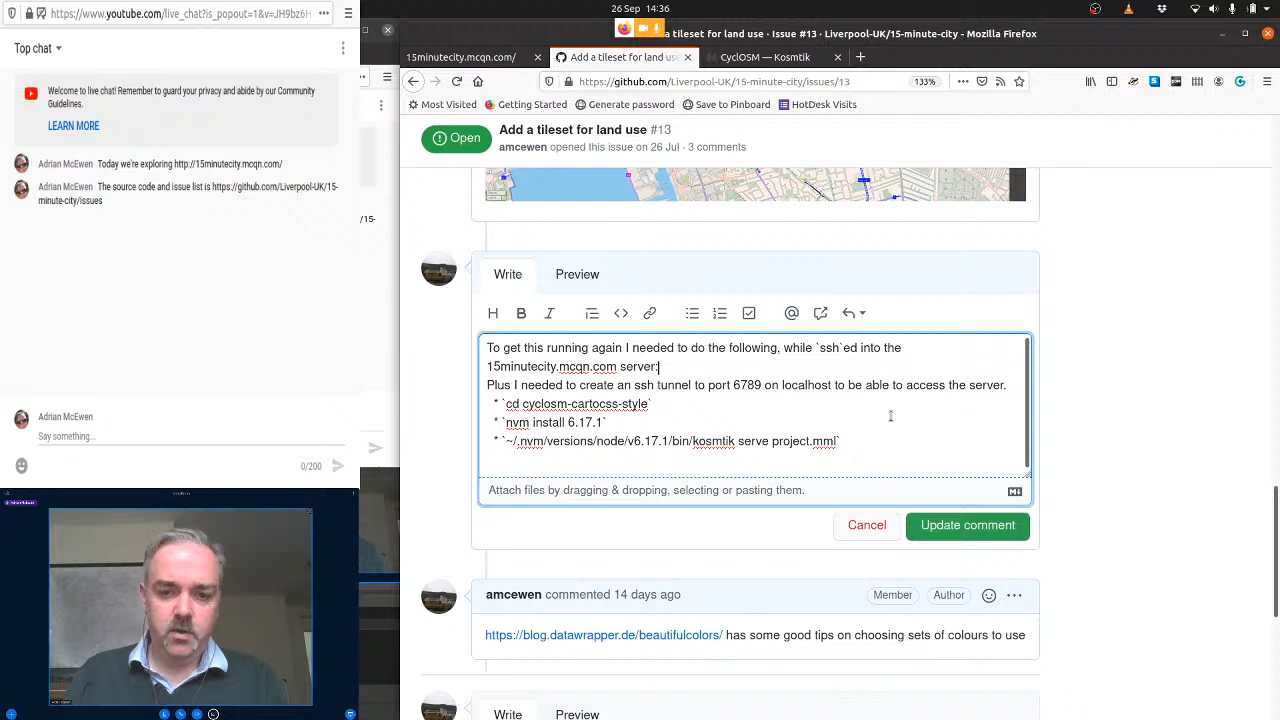 https://www.youtube.com/live_chat?is_popout=1&v=JH9bz6H
Top chat
Welcome to live chat! Remember to guard your privacy and abide by our Community
Guidelines.
LEARN MORE
Adrian McEwen Today we're exploring http://15minutecity.mcqn.com/
Adrian McEwen The source code and issue list is https://github.com/Liverpool-UK/15-
minute-city/issues
Adrian McEwen
Say something...
0/200
/15-
26 Sep 14:36
a tileset for land use · Issue #13 · Liverpool-UK/15-minute-city - Mozilla Firefox
15minutecity.mcqn.com/
Add a tileset for land use
CyclOSM — Kosmtik
https://github.com/Liverpool-UK/15-minute-city/issues/13
133%
Most Visited
Getting Started
Generate password
Save to Pinboard
HotDesk Visits
Open
Add a tileset for land use #13
amcewen opened this issue on 26 Jul · 3 comments
Write
Preview
To get this running again I needed to do the following, while `ssh`ed into the
15minutecity.mcqn.com server:
Plus I needed to create an ssh tunnel to port 6789 on localhost to be able to access the server.
* `cd cyclosm-cartocss-style`
* `nvm install 6.17.1`
* `~/.nvm/versions/node/v6.17.1/bin/kosmtik serve project.mml`
Attach files by dragging & dropping, selecting or pasting them.
Cancel
Update comment
amcewen commented 14 days ago
Member
Author
https://blog.datawrapper.de/beautifulcolors/ has some good tips on choosing sets of colours to use
Write
Preview